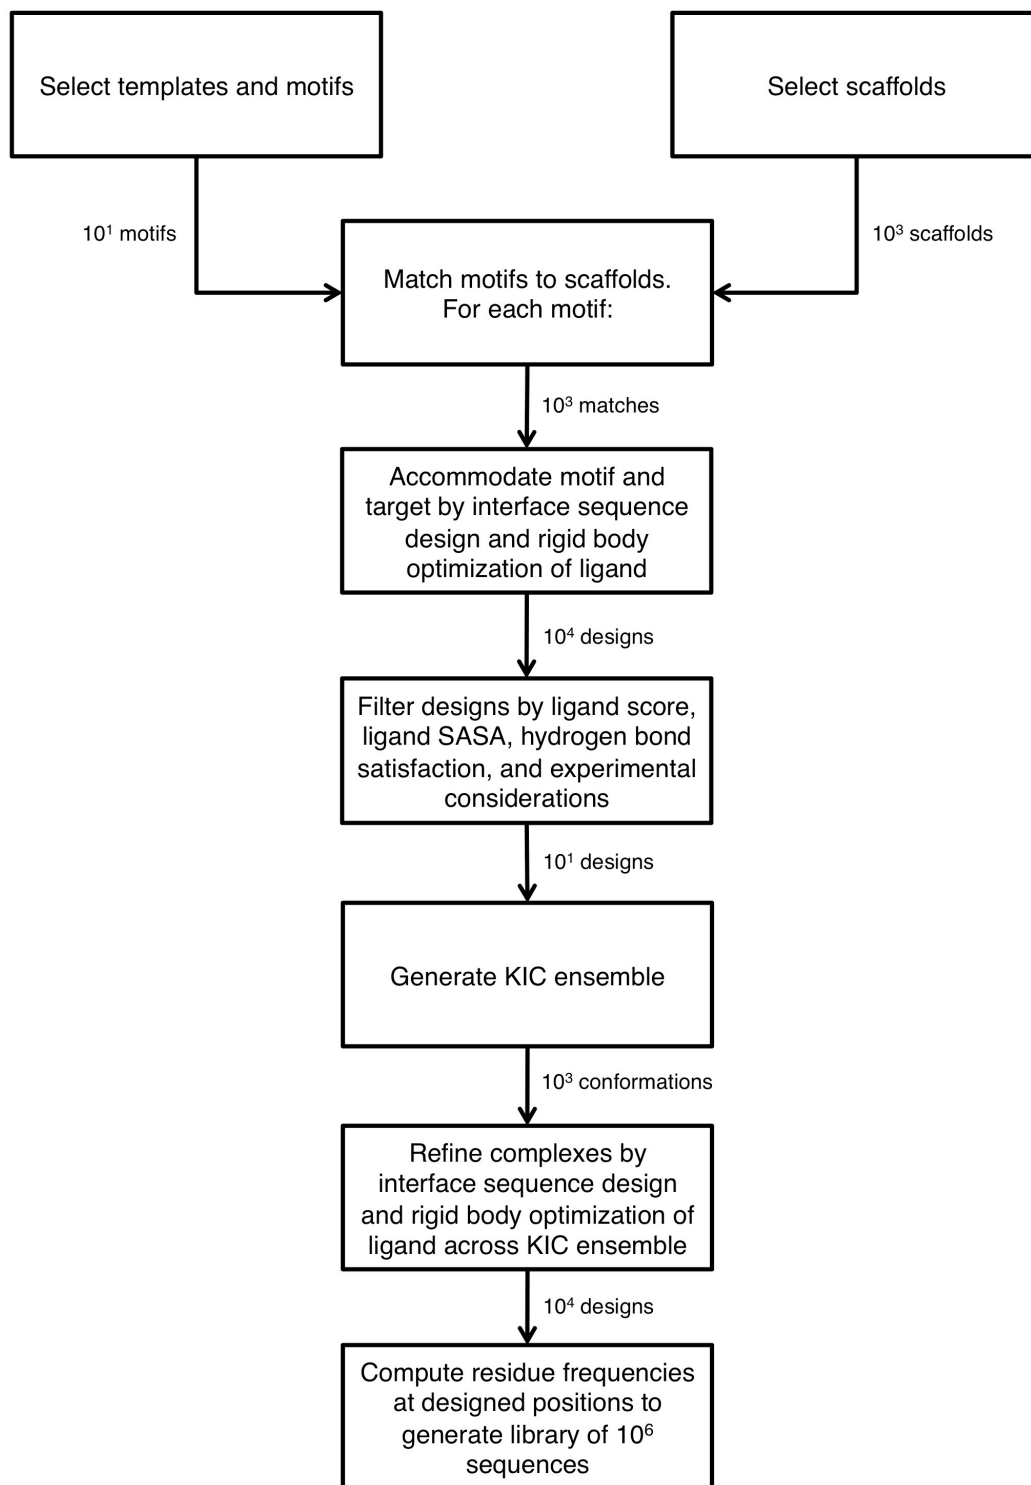 Select templates and motifs
Select scaffolds
10¹ motifs
10³ scaffolds
Match motifs to scaffolds.
For each motif:
10³ matches
Accommodate motif and
target by interface sequence
design and rigid body
optimization of ligand
10⁴ designs
Filter designs by ligand score,
ligand SASA, hydrogen bond
satisfaction, and experimental
considerations
10¹ designs
Generate KIC ensemble
10³ conformations
Refine complexes by
interface sequence design
and rigid body optimization of
ligand across KIC ensemble
10⁴ designs
Compute residue frequencies
at designed positions to
generate library of 10⁶
sequences